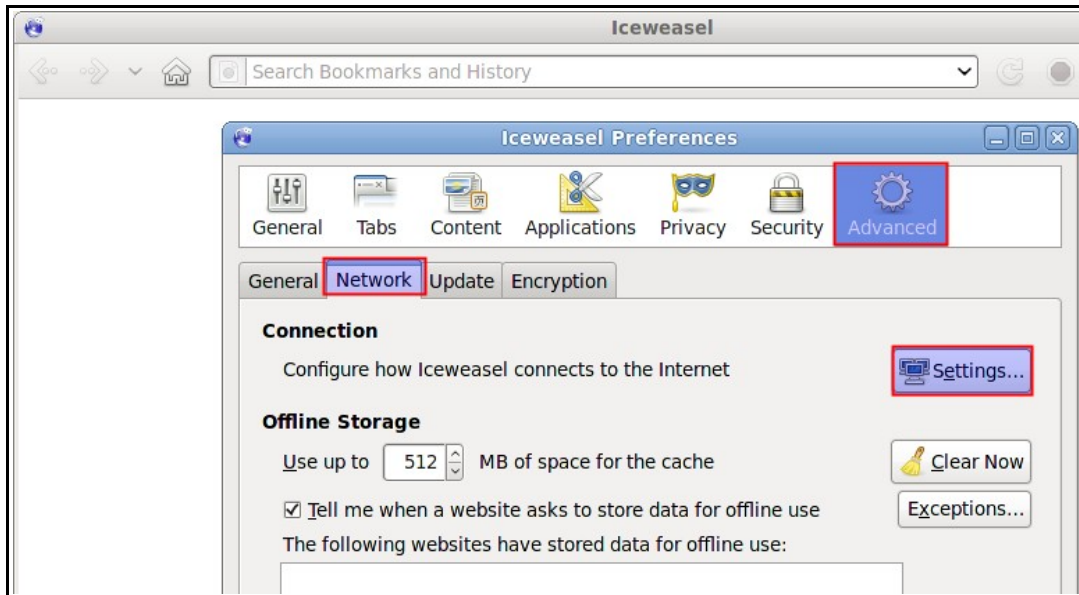 Iceweasel
Search Bookmarks and History
Iceweasel Preferences
General Tabs Content Applications Privacy Security Advanced
General Network Update Encryption
Connection
Configure how Iceweasel connects to the Internet Settings...
Offline Storage
Use up to 512 MB of space for the cache Clear Now
Tell me when a website asks to store data for offline use Exceptions...
The following websites have stored data for offline use: